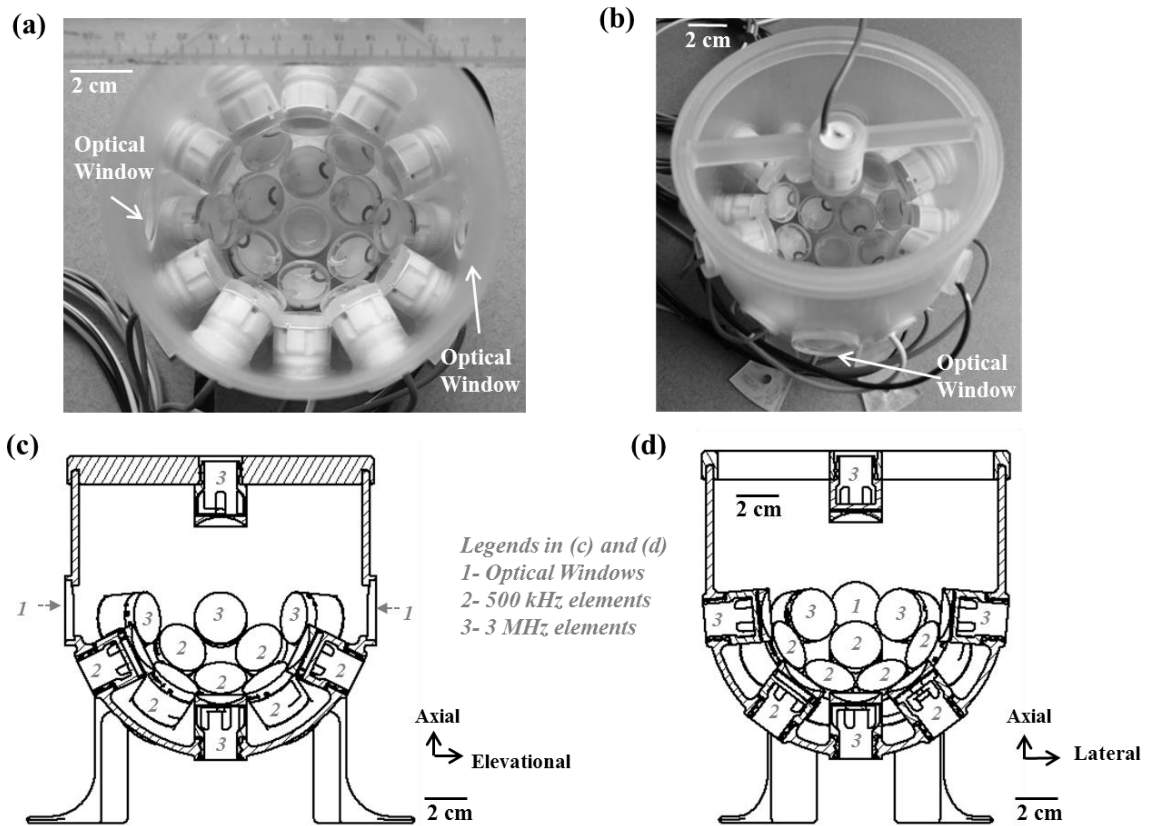 (a)
2 cm
Optical
Window
Optical
Window
(b)
2 cm
Optical
Window
(c)
3
1
1
3
3
3
2
2
2
2
2
2
2
3
Axial
Elevational
2 cm
Legends in (c) and (d)
1- Optical Windows
2- 500 kHz elements
3- 3 MHz elements
(d)
3
2 cm
3
3
1
3
3
2
2
2
2
2
2
2
3
Axial
Lateral
2 cm